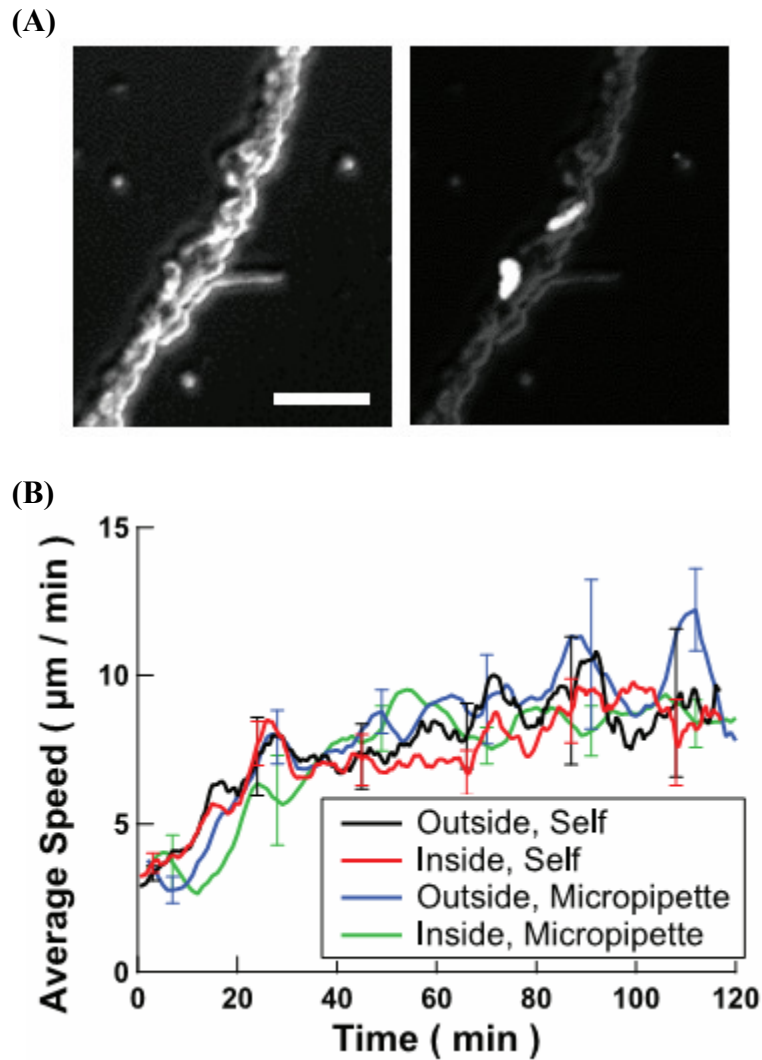 (A)
(B)
Average Speed ( μm / min )
15
10
5
0
Outside, Self
Inside, Self
Outside, Micropipette
Inside, Micropipette
0 20 40 60 80 100 120
Time ( min )